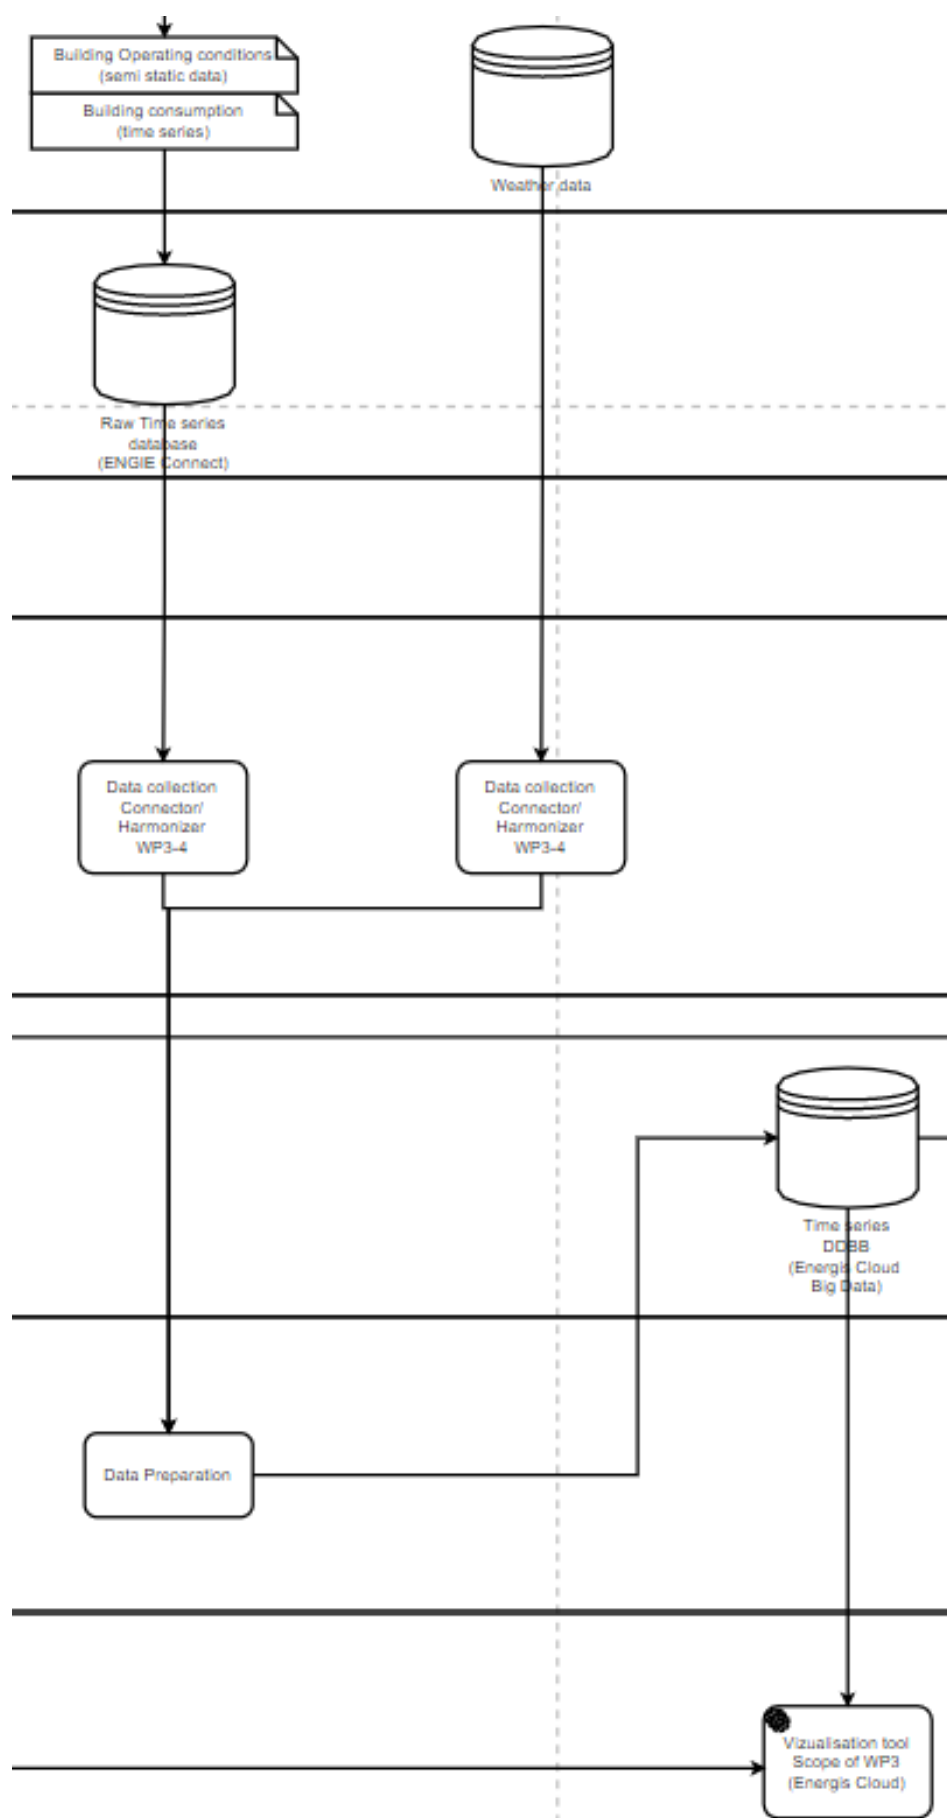 Building Operating conditions
(semi static data)
Building consumption
(time series)
Weather data
Raw Time series
database
(ENGIE Connect)
Data collection
Connector/
Harmonizer
WP3-4
Data collection
Connector/
Harmonizer
WP3-4
Time series
DDBB
(Energis Cloud
Big Data)
Data Preparation
Vizualisation tool
Scope of WP3
(Energis Cloud)